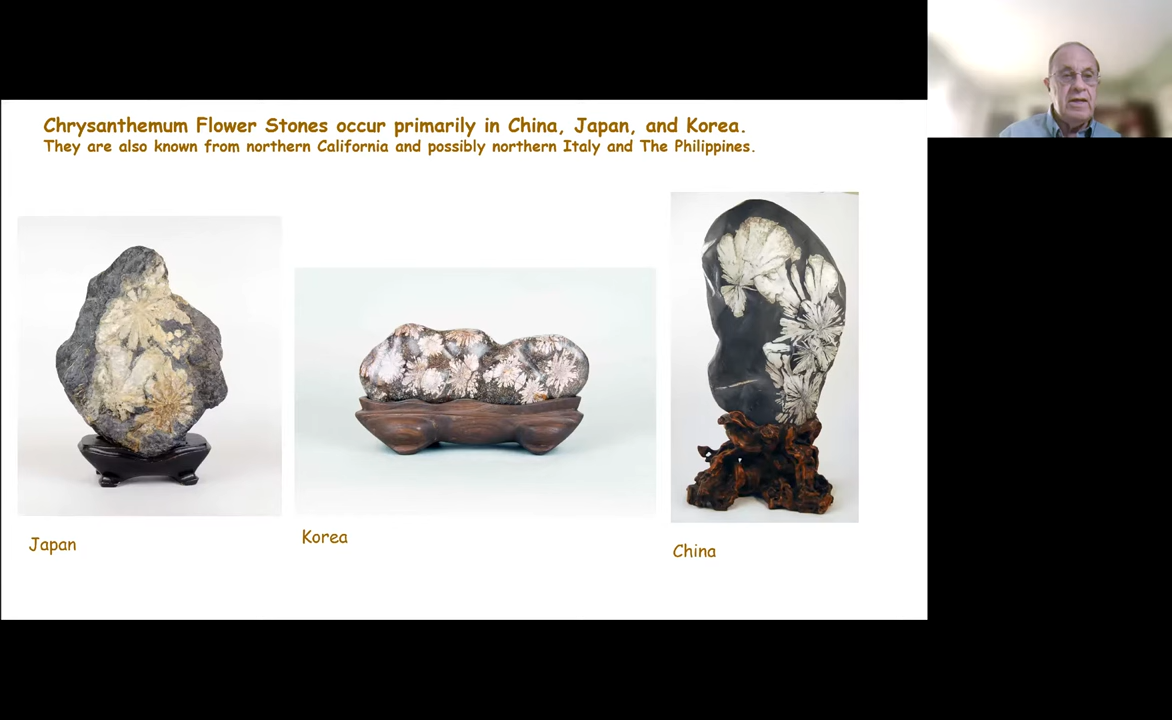 Chrysanthemum Flower Stones occur primarily in China, Japan, and Korea.
They are also known from northern California and possibly northern Italy and The Philippines.
Japan
Korea
China